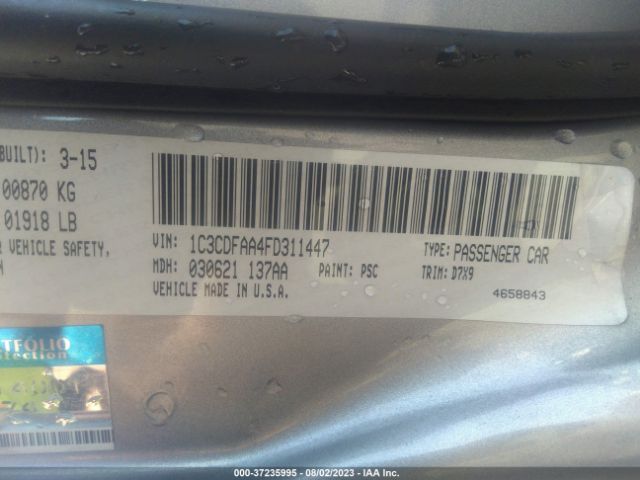 BUILT): 3-15
00870 KG
01918 LB
VEHICLE SAFETY,
VIN: 1C3CDFAA4FD311447 TYPE: PASSENGER CAR
MDH: 030621 137AA PAINT: PSC TRIM: D7X9
VEHICLE MADE IN U.S.A. 4658843
TFOLIO
tection
000-37235995 - 08/02/2023 - IAA Inc.